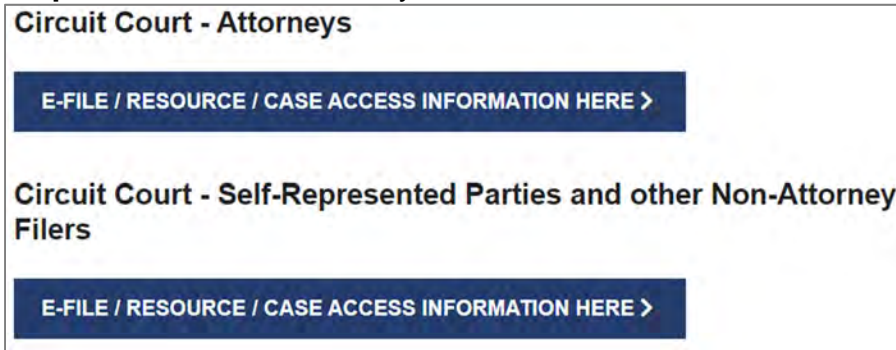 Circuit Court - Attorneys
E-FILE / RESOURCE / CASE ACCESS INFORMATION HERE >
Circuit Court - Self-Represented Parties and other Non-Attorney
Filers
E-FILE / RESOURCE / CASE ACCESS INFORMATION HERE >